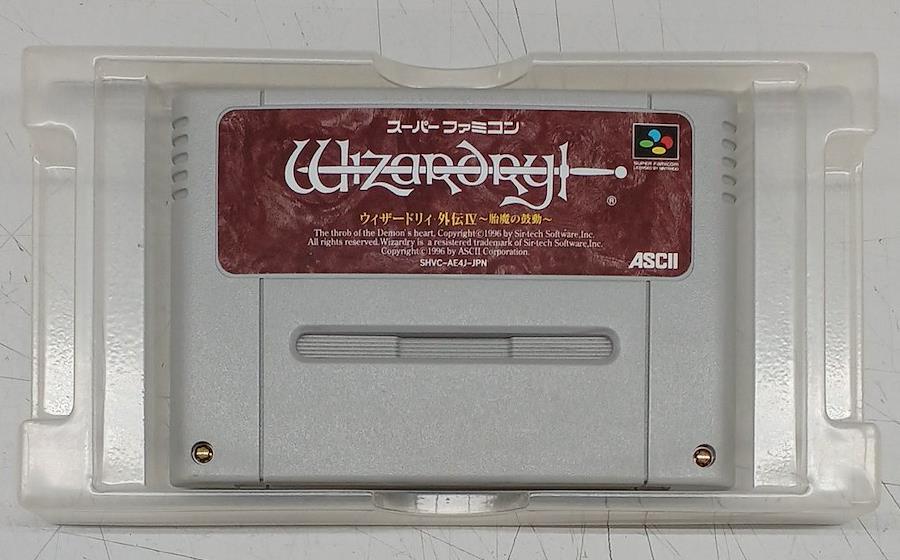 スーパーファミコン
Wizardry
®
SUPER FAMICOM
LICENSED BY NINTENDO
ウィザードリィ 外伝IV ～胎魔の鼓動～
The throb of the Demon's heart. Copyright ©1996 by Sir-tech Software,Inc.
All rights reserved.Wizardry is a resistered trademark of Sir-tech Software,Inc.
Copyright ©1996 by ASCII Corporation.
SHVC-AE4J-JPN
ASCII